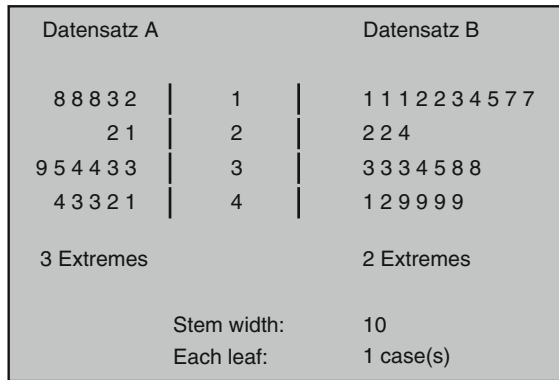 Datensatz A Datensatz B
8 8 8 3 2 | 1 | 1 1 1 2 2 3 4 5 7 7
2 1 | 2 | 2 2 4
9 5 4 4 3 3 | 3 | 3 3 3 4 5 8 8
4 3 3 2 1 | 4 | 1 2 9 9 9 9
3 Extremes 2 Extremes
Stem width: 10
Each leaf: 1 case(s)